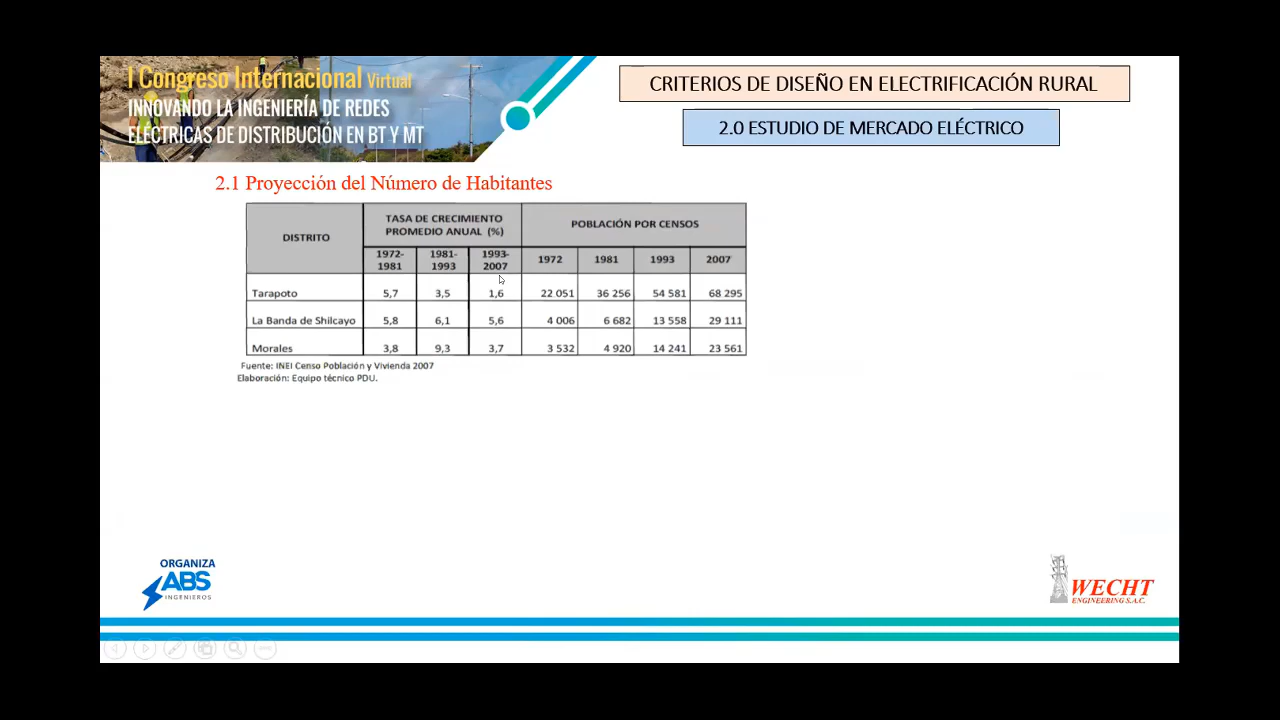 I Congreso Internacional Virtual
INNOVANDO LA INGENIERÍA DE REDES
ELÉCTRICAS DE DISTRIBUCIÓN EN BT Y MT
CRITERIOS DE DISEÑO EN ELECTRIFICACIÓN RURAL
2.0 ESTUDIO DE MERCADO ELÉCTRICO
2.1 Proyección del Número de Habitantes
DISTRITO
TASA DE CRECIMIENTO
PROMEDIO ANUAL (%)
POBLACIÓN POR CENSOS
1972-
1981
1981-
1993
1993-
2007
1972
1981
1993
2007
Tarapoto 5,7 3,5 1,6 22 051 36 256 54 581 68 295
La Banda de Shilcayo 5,8 6,1 5,6 4 006 6 682 13 558 29 111
Morales 3,8 9,3 3,7 3 532 4 920 14 241 23 561
Fuente: INEI Censo Población y Vivienda 2007
Elaboración: Equipo técnico PDU.
ORGANIZA
ABS
INGENIEROS
WECHT
ENGINEERING S.A.C.